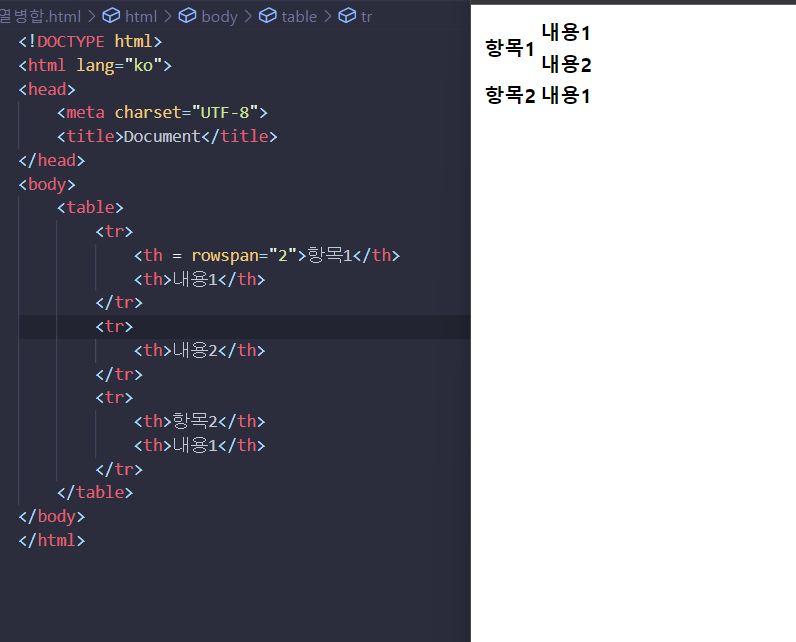 열병합.html > html > body > table > tr
<!DOCTYPE html>
<html lang="ko">
<head>
    <meta charset="UTF-8">
    <title>Document</title>
</head>
<body>
    <table>
        <tr>
            <th = rowspan="2">항목1</th>
            <th>내용1</th>
        </tr>
        <tr>
            <th>내용2</th>
        </tr>
        <tr>
            <th>항목2</th>
            <th>내용1</th>
        </tr>
    </table>
</body>
</html>
내용1
항목1
내용2
항목2 내용1